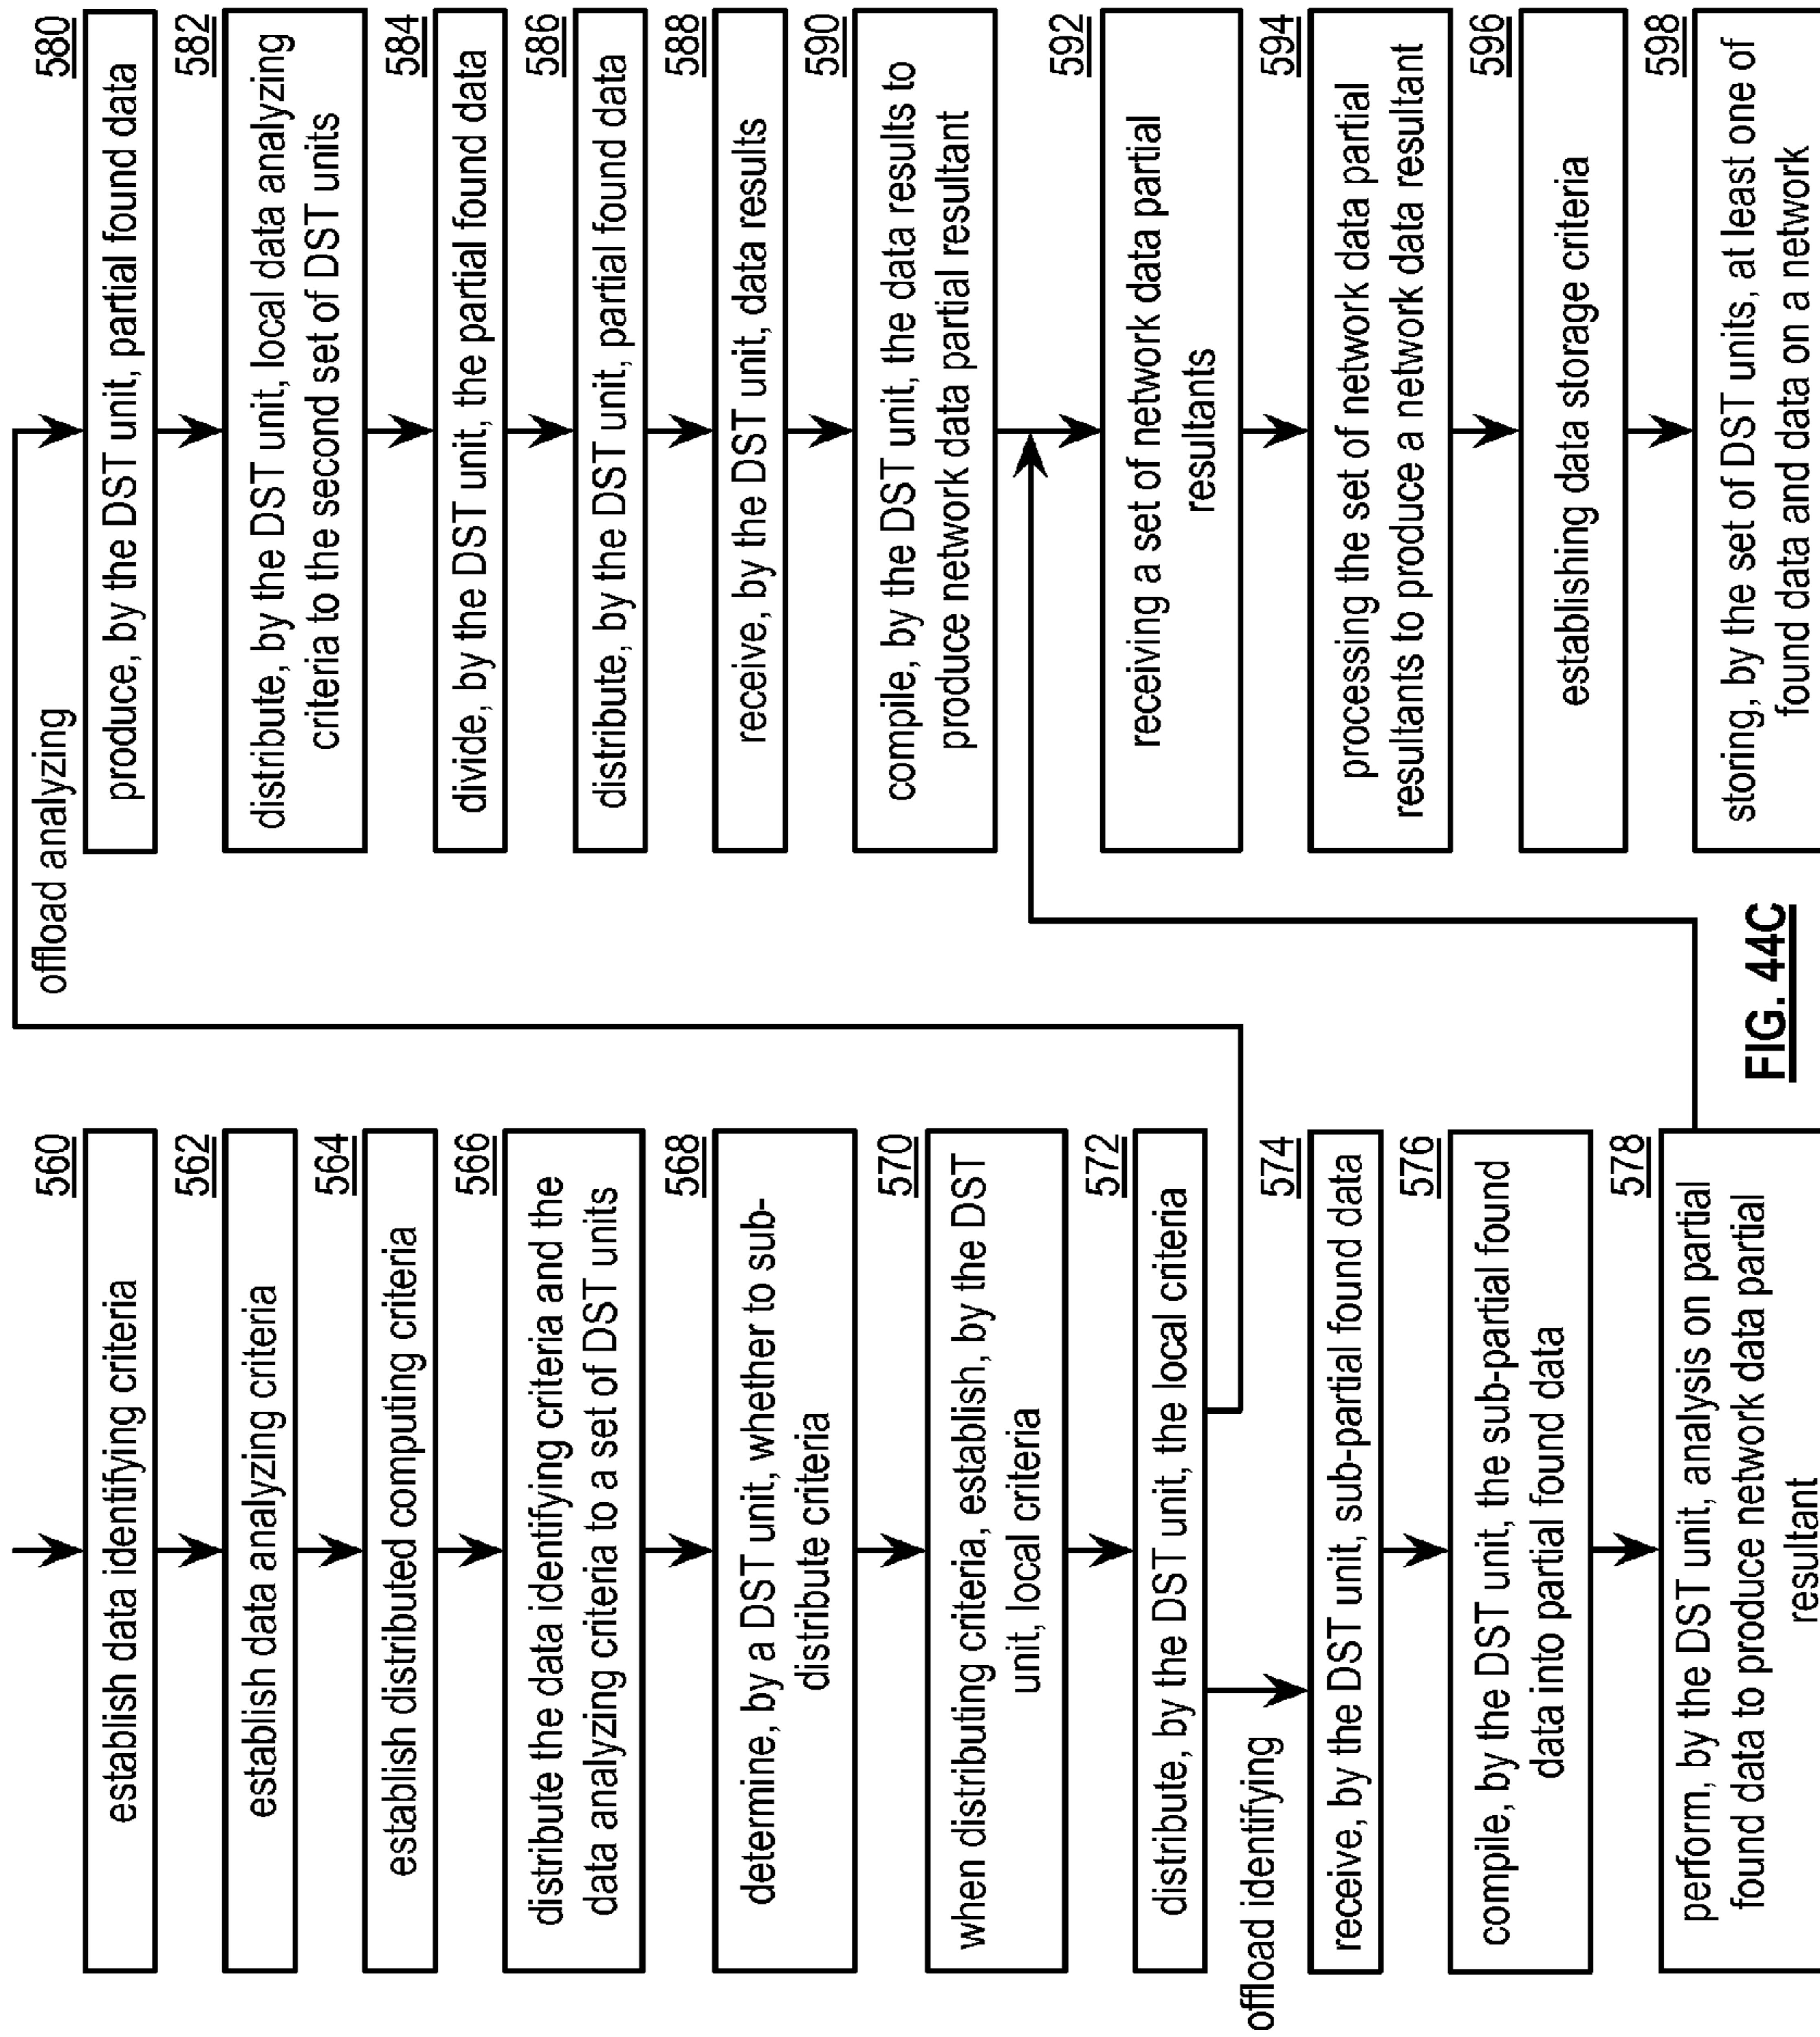 560
establish data identifying criteria
562
establish data analyzing criteria
564
establish distributed computing criteria
566
distribute the data identifying criteria and the
data analyzing criteria to a set of DST units
568
determine, by a DST unit, whether to sub-
distribute criteria
570
when distributing criteria, establish, by the DST
unit, local criteria
572
distribute, by the DST unit, the local criteria
offload identifying
574
receive, by the DST unit, sub-partial found data
576
compile, by the DST unit, the sub-partial found
data into partial found data
578
perform, by the DST unit, analysis on partial
found data to produce network data partial
resultant
offload analyzing
580
produce, by the DST unit, partial found data
582
distribute, by the DST unit, local data analyzing
criteria to the second set of DST units
584
divide, by the DST unit, the partial found data
586
distribute, by the DST unit, partial found data
588
receive, by the DST unit, data results
590
compile, by the DST unit, the data results to
produce network data partial resultant
592
receiving a set of network data partial
resultants
594
processing the set of network data partial
resultants to produce a network data resultant
596
establishing data storage criteria
598
storing, by the set of DST units, at least one of
found data and data on a network
FIG. 44C